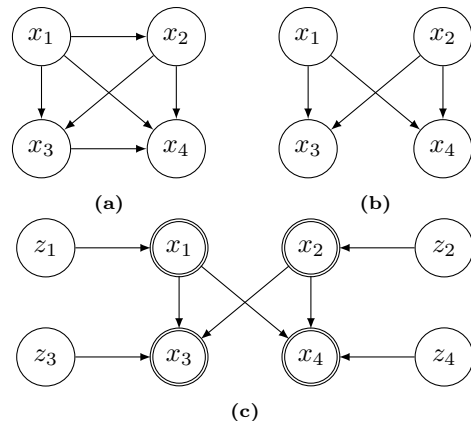 x₁ x₂ x₁ x₂
x₃ x₄ x₃ x₄
(a) (b)
z₁ x₁ x₂ z₂
z₃ x₃ x₄ z₄
(c)